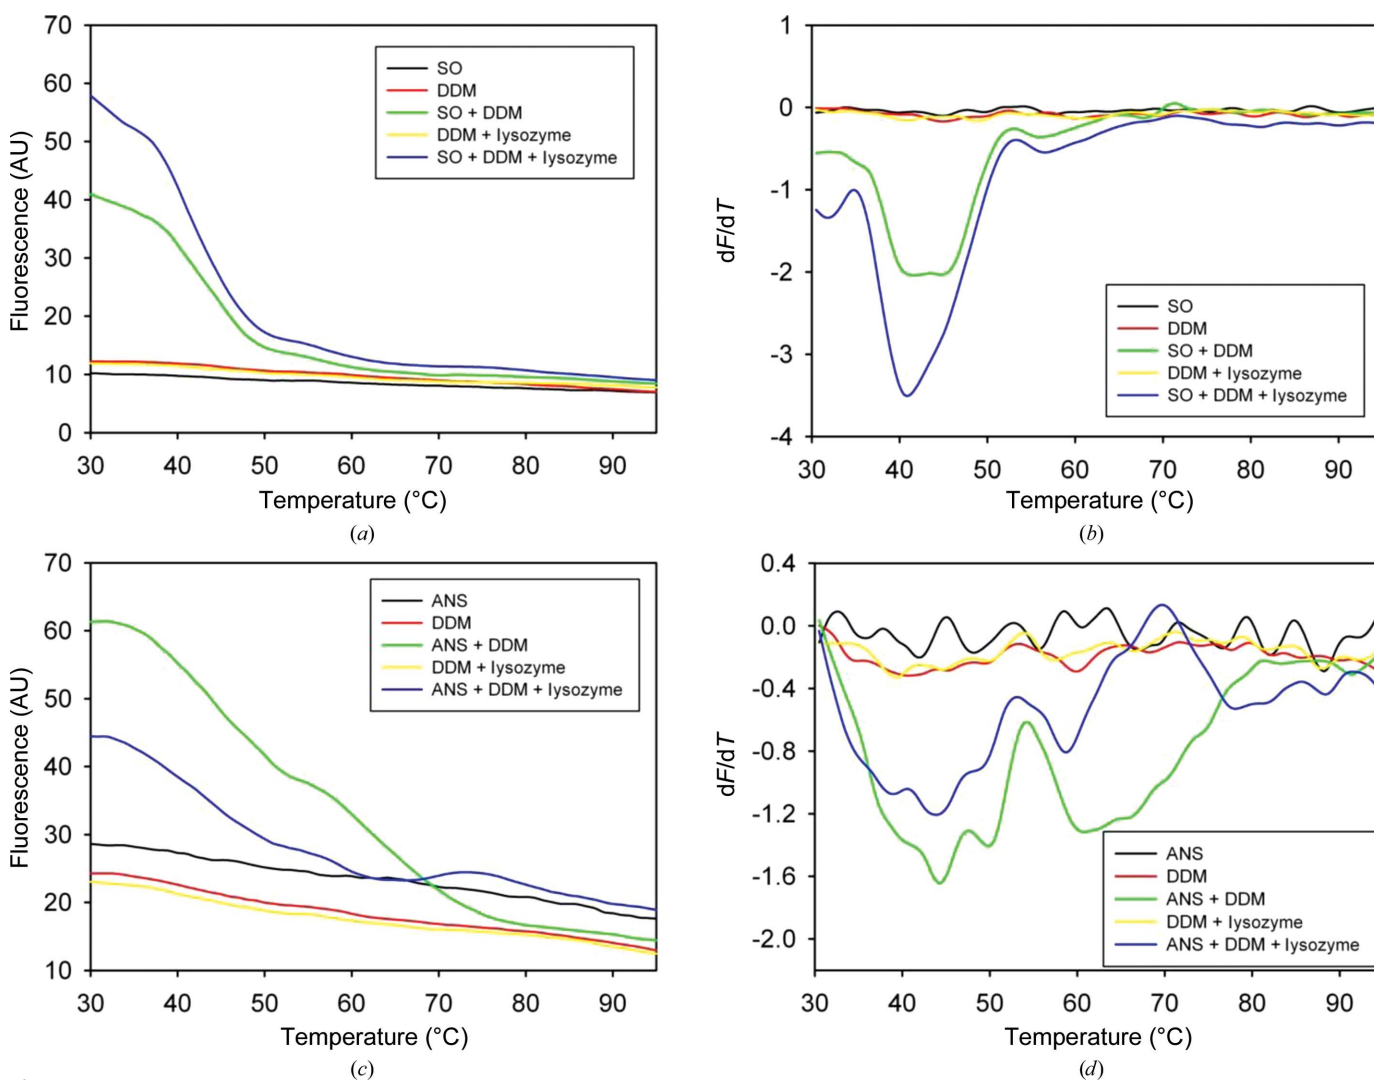 70
60
50
40
30
20
10
0
Fluorescence (AU)
SO
DDM
SO + DDM
DDM + lysozyme
SO + DDM + lysozyme
30 40 50 60 70 80 90
Temperature (°C)
(a)
1
0
-1
-2
-3
-4
dF/dT
SO
DDM
SO + DDM
DDM + lysozyme
SO + DDM + lysozyme
30 40 50 60 70 80 90
Temperature (°C)
(b)
70
60
50
40
30
20
10
Fluorescence (AU)
ANS
DDM
ANS + DDM
DDM + lysozyme
ANS + DDM + lysozyme
30 40 50 60 70 80 90
Temperature (°C)
(c)
0.4
0.0
-0.4
-0.8
-1.2
-1.6
-2.0
dF/dT
ANS
DDM
ANS + DDM
DDM + lysozyme
ANS + DDM + lysozyme
30 40 50 60 70 80 90
Temperature (°C)
(d)